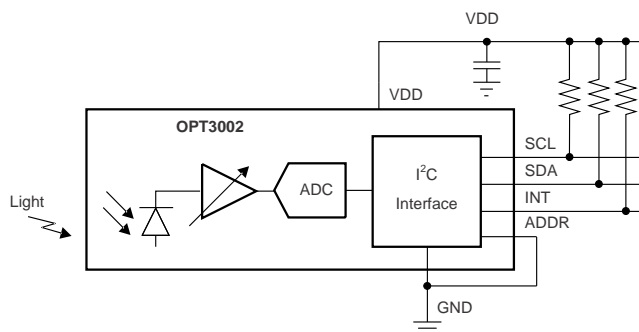 VDD
VDD
OPT3002
SCL
SDA
INT
ADDR
I²C
Interface
ADC
Light
GND